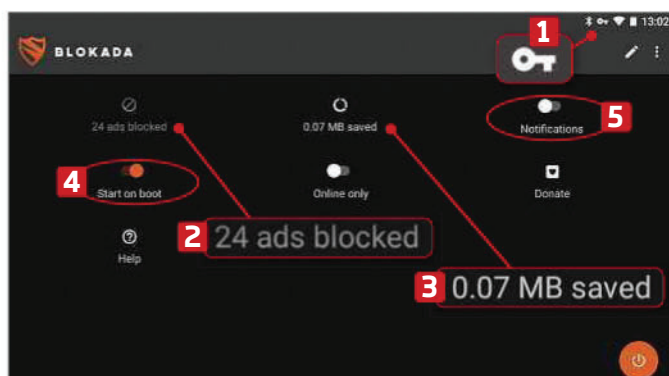 13:02
1
BLOKADA
24 ads blocked
0.07 MB saved
Notifications
5
4
Start on boot
Online only
Donate
2
24 ads blocked
Help
3
0.07 MB saved